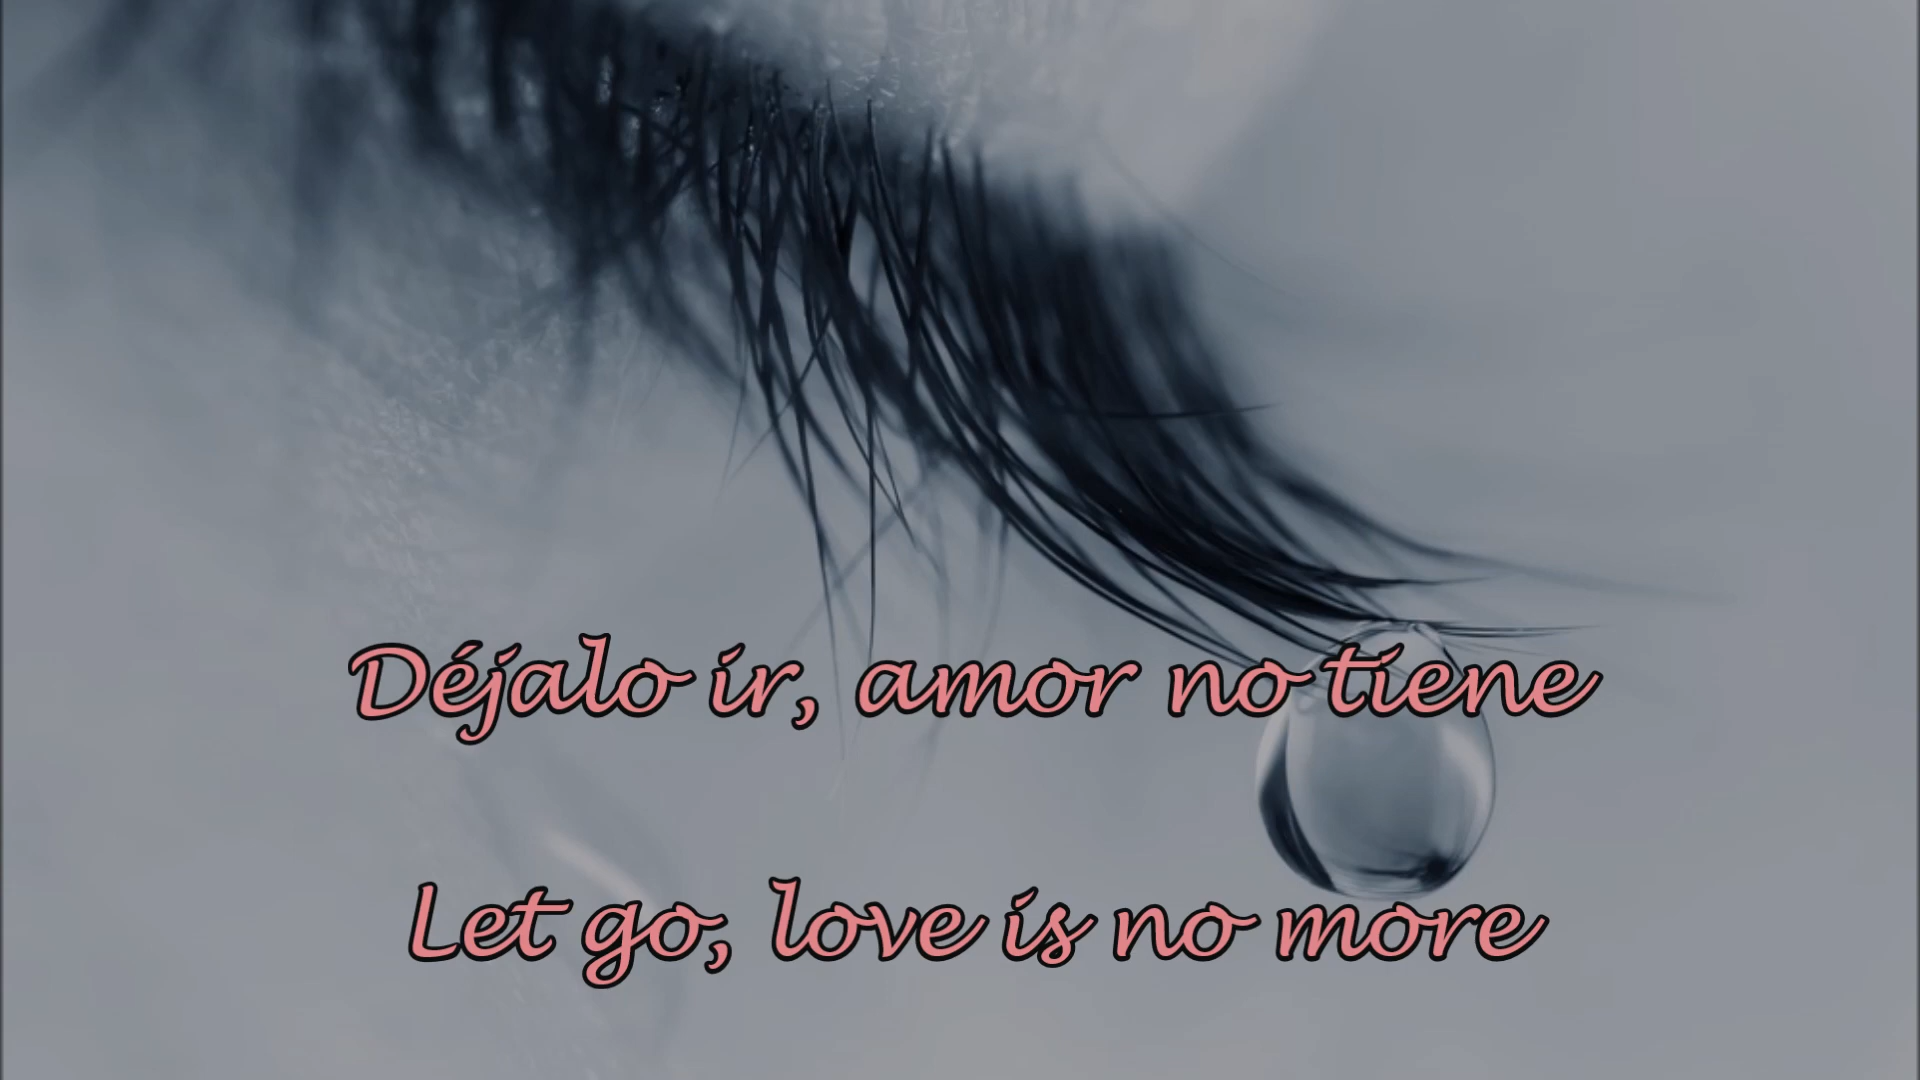 Déjalo ir, amor no tiene
Let go, love is no more